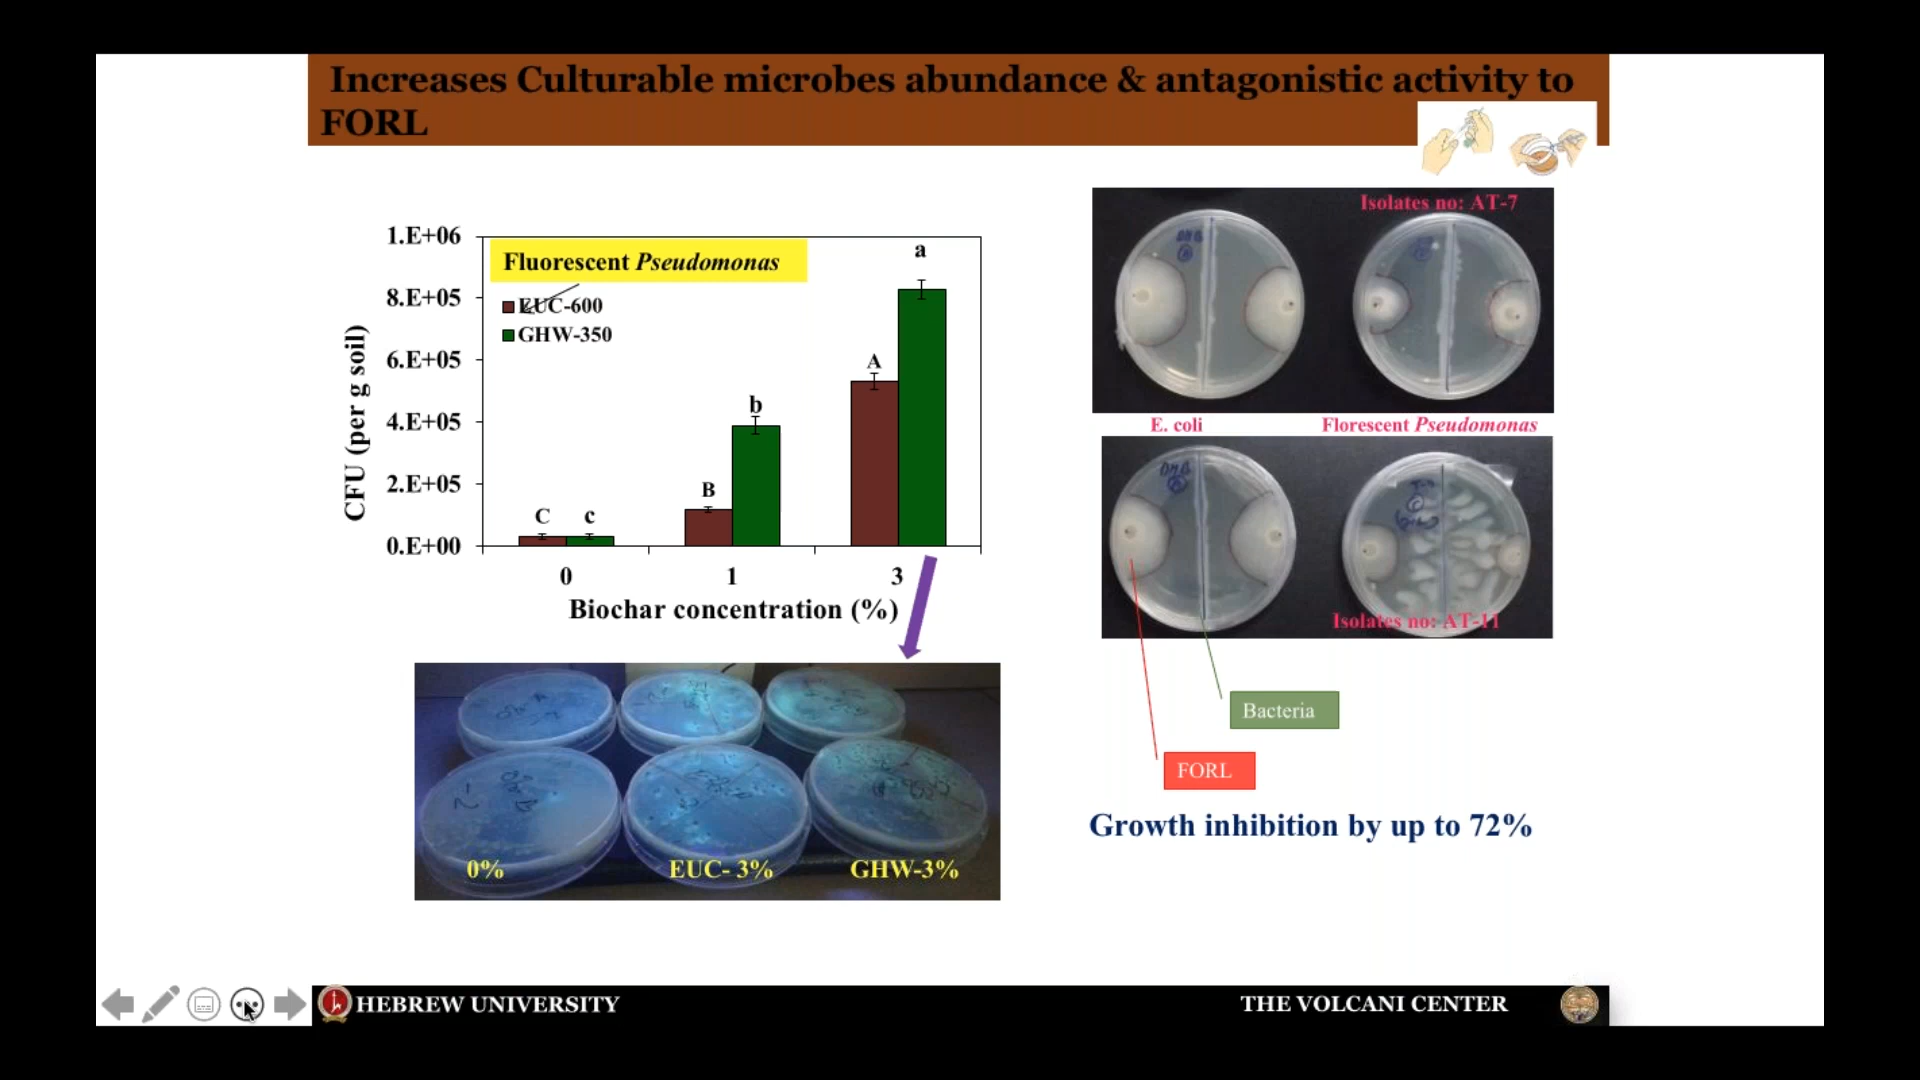 Increases Culturable microbes abundance & antagonistic activity to
FORL
1.E+06
8.E+05
6.E+05
4.E+05
2.E+05
0.E+00
CFU (per g soil)
Fluorescent Pseudomonas
EUC-600
GHW-350
C
c
B
b
A
a
0
1
3
Biochar concentration (%)
0%
EUC- 3%
GHW-3%
Isolates no: AT-7
E. coli
Florescent Pseudomonas
Isolates no: AT-11
Bacteria
FORL
Growth inhibition by up to 72%
HEBREW UNIVERSITY
THE VOLCANI CENTER